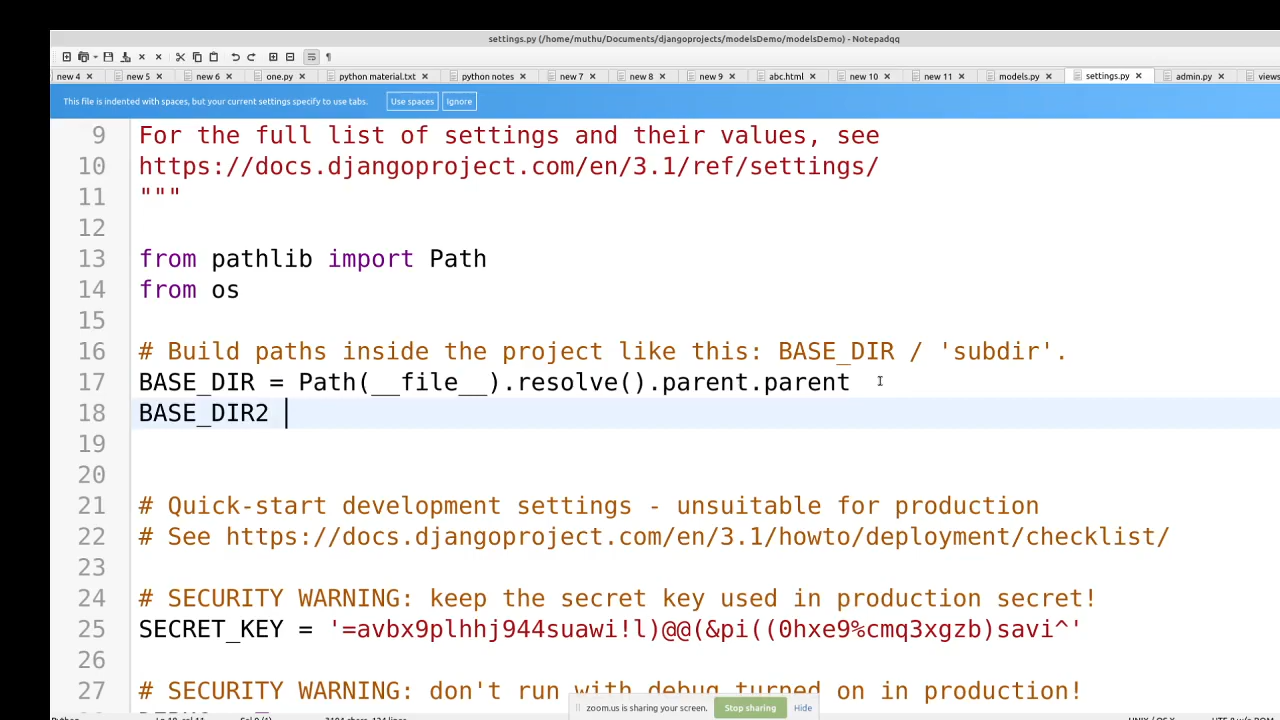 settings.py (/home/muthu/Documents/djangoprojects/modelsDemo/modelsDemo) - Notepadqq
new 4 new 5 new 6 one.py python material.txt python notes new 7 new 8 new 9 abc.html new 10 new 11 models.py settings.py admin.py views
This file is indented with spaces, but your current settings specify to use tabs. Use spaces Ignore
9 For the full list of settings and their values, see
10 https://docs.djangoproject.com/en/3.1/ref/settings/
11 """
12
13 from pathlib import Path
14 from os
15
16 # Build paths inside the project like this: BASE_DIR / 'subdir'.
17 BASE_DIR = Path(__file__).resolve().parent.parent
18 BASE_DIR2
19
20
21 # Quick-start development settings - unsuitable for production
22 # See https://docs.djangoproject.com/en/3.1/howto/deployment/checklist/
23
24 # SECURITY WARNING: keep the secret key used in production secret!
25 SECRET_KEY = '=avbx9plhhj944suawi!l)@@(&pi((0hxe9%cmq3xgzb)savi^'
26
27 # SECURITY WARNING: don't run with debug turned on in production!
zoom.us is sharing your screen. Stop sharing Hide